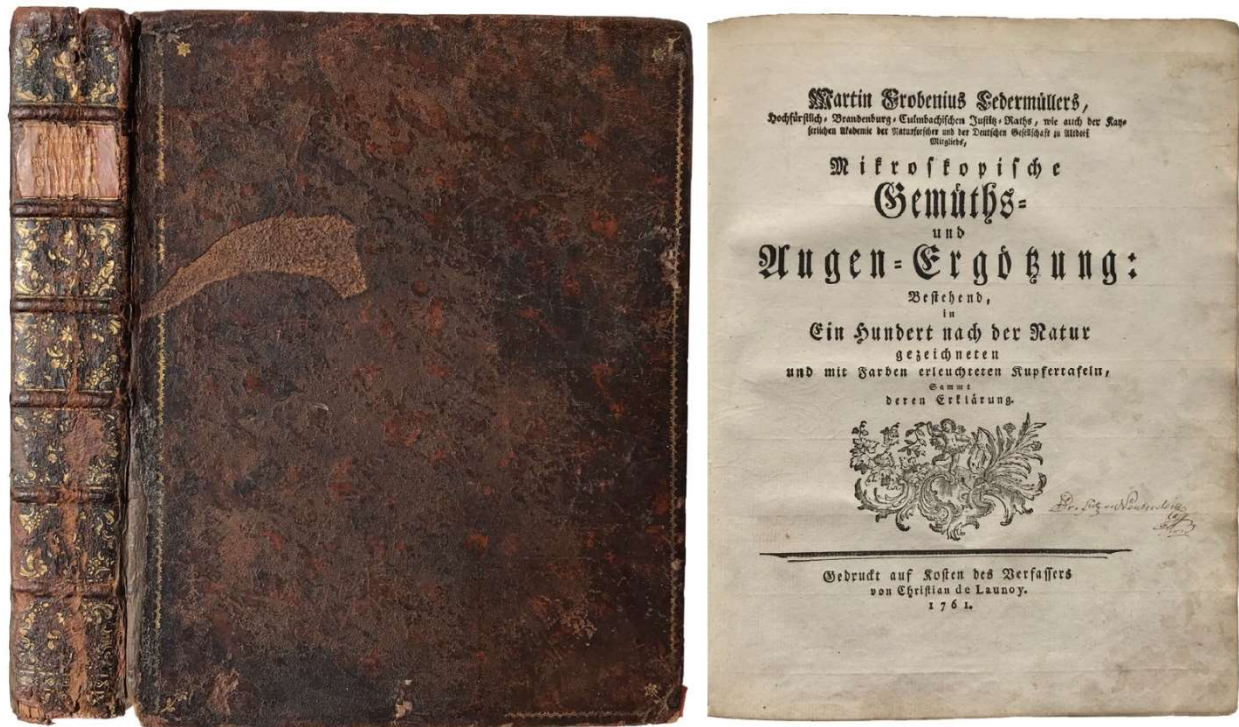 Martin Frobenius Ledermüllers,
Hochfürstlich-Brandenburg-Culmbachischen Justitz-Raths, wie auch der Kay-
serlichen Akademie der Naturforscher und der Deutschen Gesellschaft zu Altdorf
Mitglieds,
Mikroskopische
Gemüths-
und
Augen-Ergötzung:
Bestehend,
in
Ein Hundert nach der Natur
gezeichneten
und mit Farben erleuchteten Kupfertafeln,
Sammt
deren Erklärung.
Gedruckt auf Kosten des Verfassers
von Christian de Launoy.
1761.